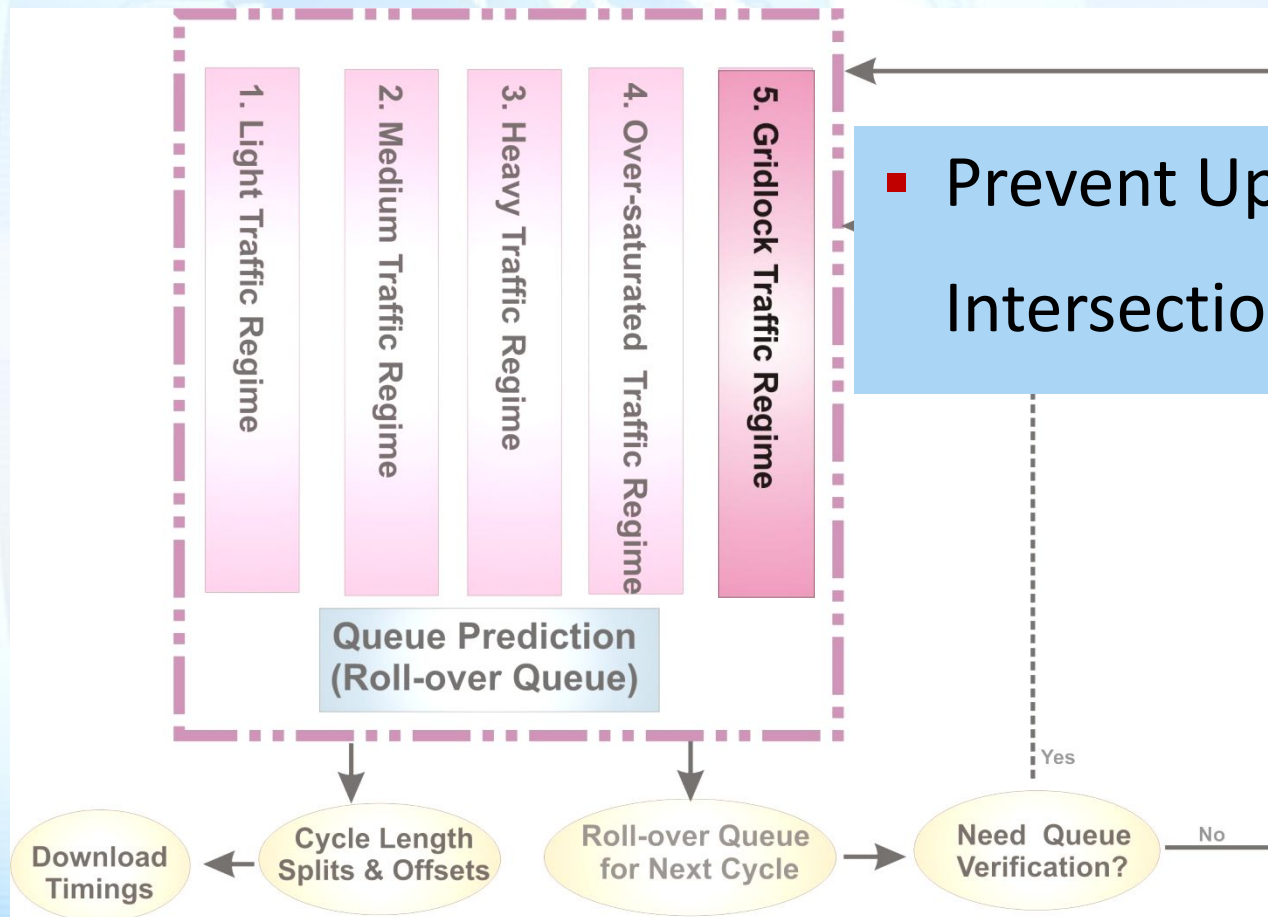 1. Light Traffic Regime
2. Medium Traffic Regime
3. Heavy Traffic Regime
4. Over-saturated Traffic Regime
5. Gridlock Traffic Regime
▪ Prevent
Queue Prediction
(Roll-over Queue)
Yes
Download
Timings
Cycle Length
Splits & Offsets
Roll-over Queue
for Next Cycle
Need Queue
Verification?
No